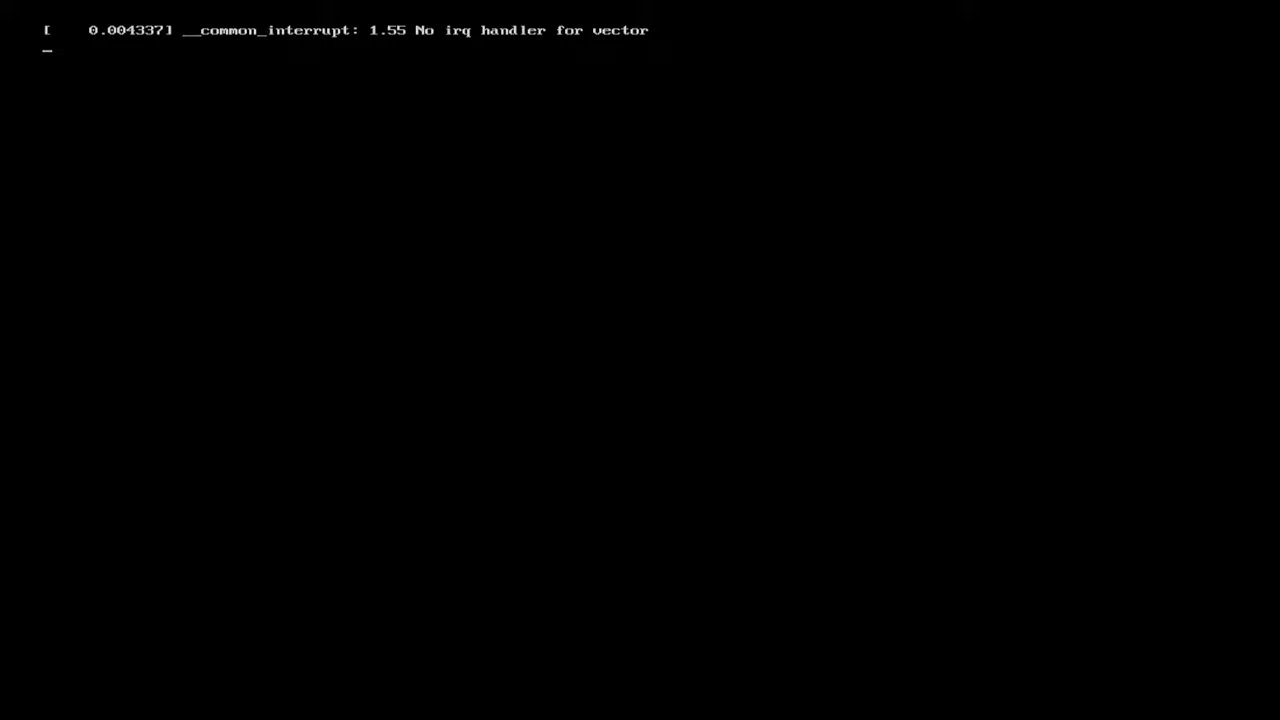 [    0.004337] __common_interrupt: 1.55 No irq handler for vector
_